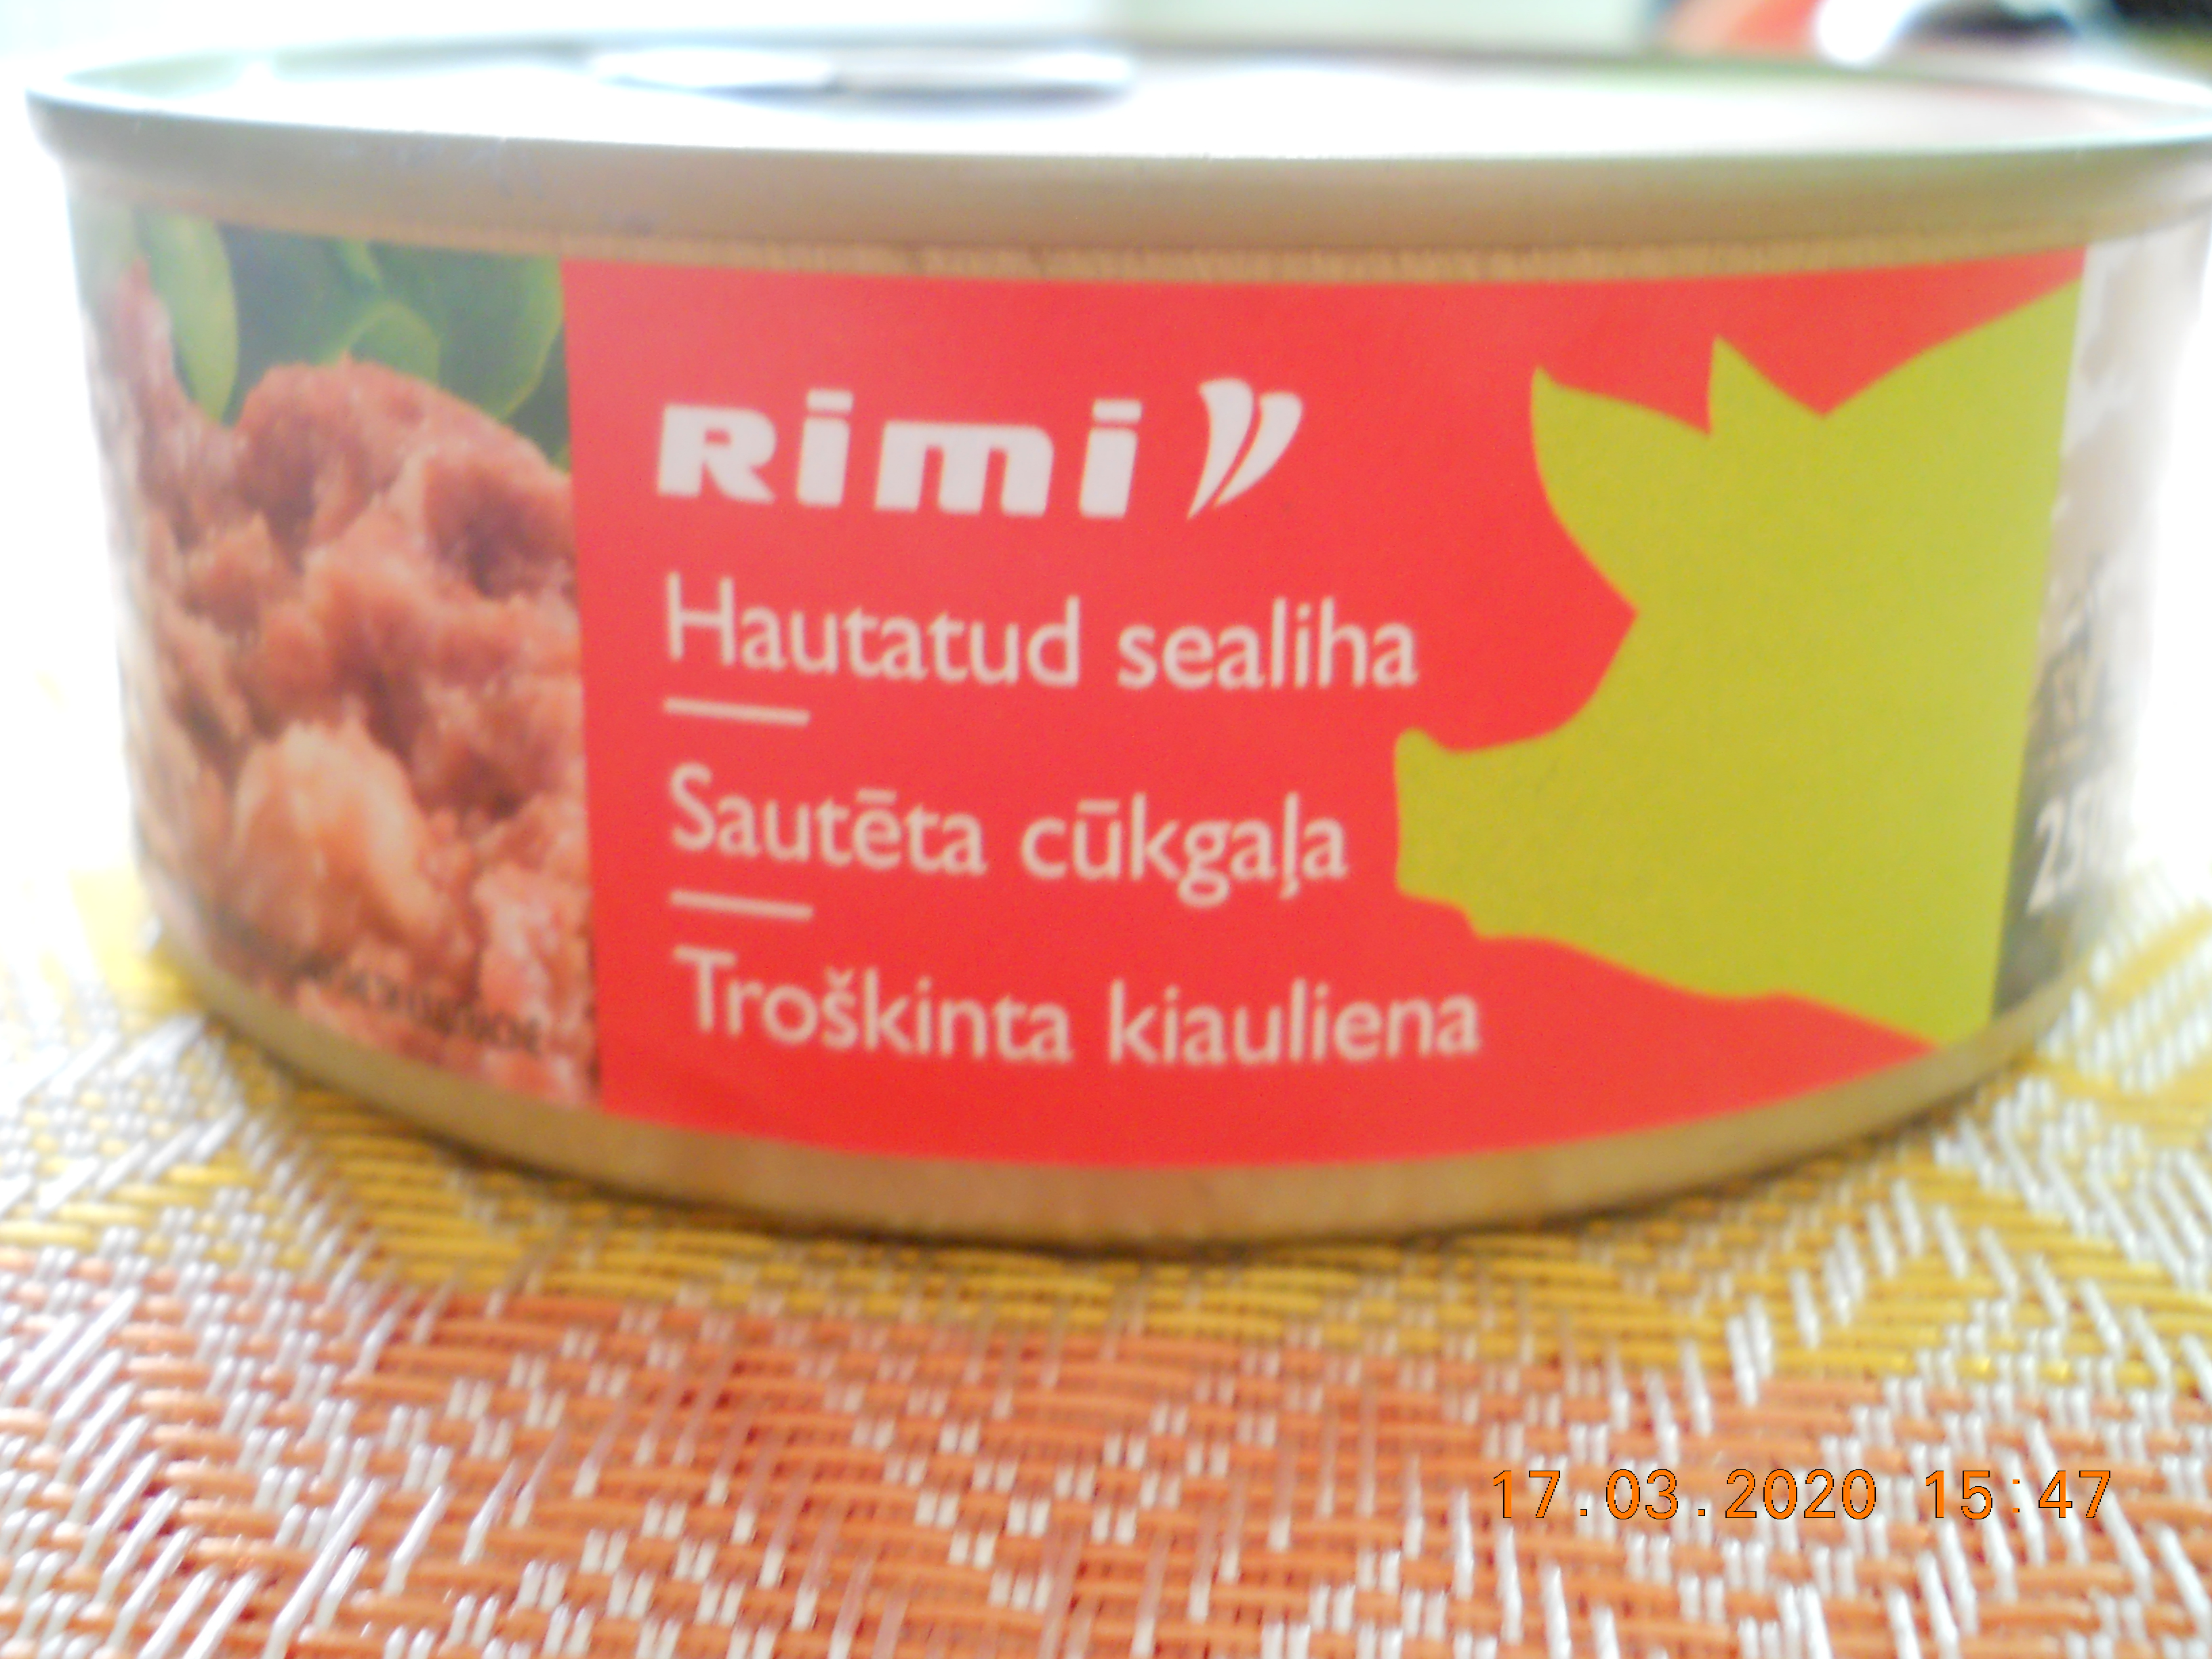 Rimi
Hautatud sealiha
Sautēta cūkgaļa
Troškinta kiauliena
17.03.2020 15:47